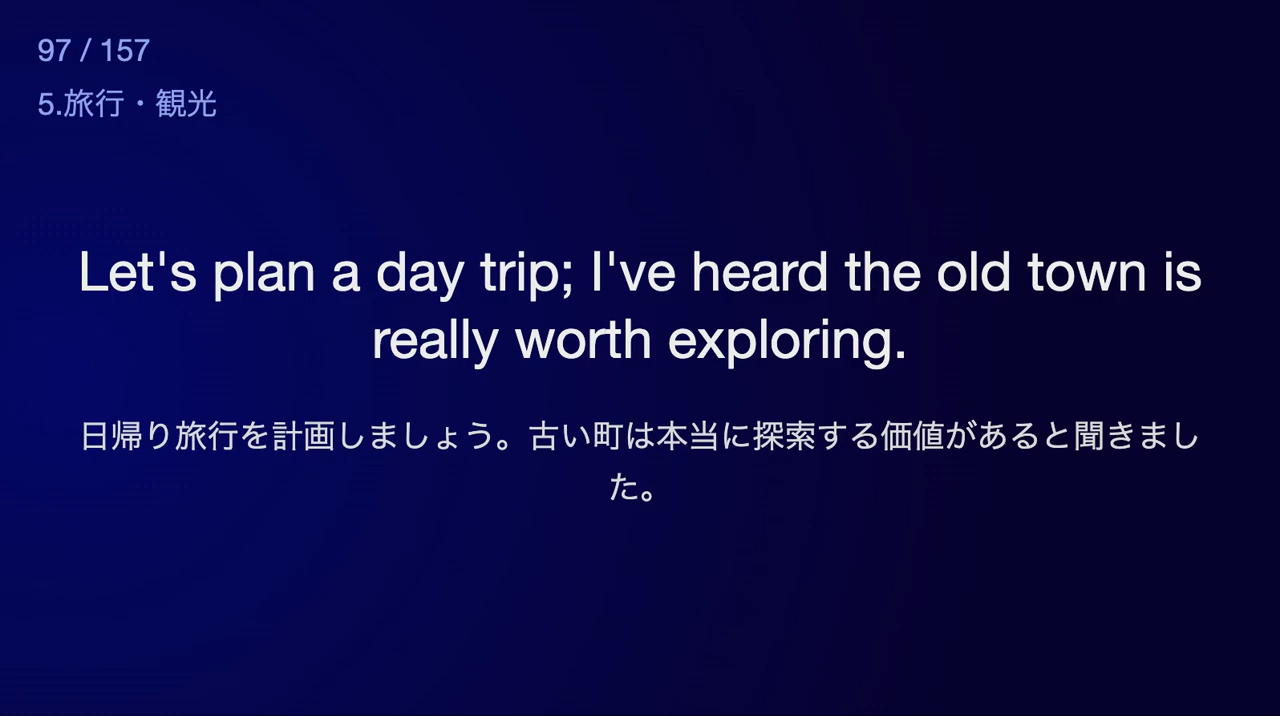 97 / 157
5.旅行・観光
Let's plan a day trip; I've heard the old town is
really worth exploring.
日帰り旅行を計画しましょう。古い町は本当に探索する価値があると聞きまし
た。